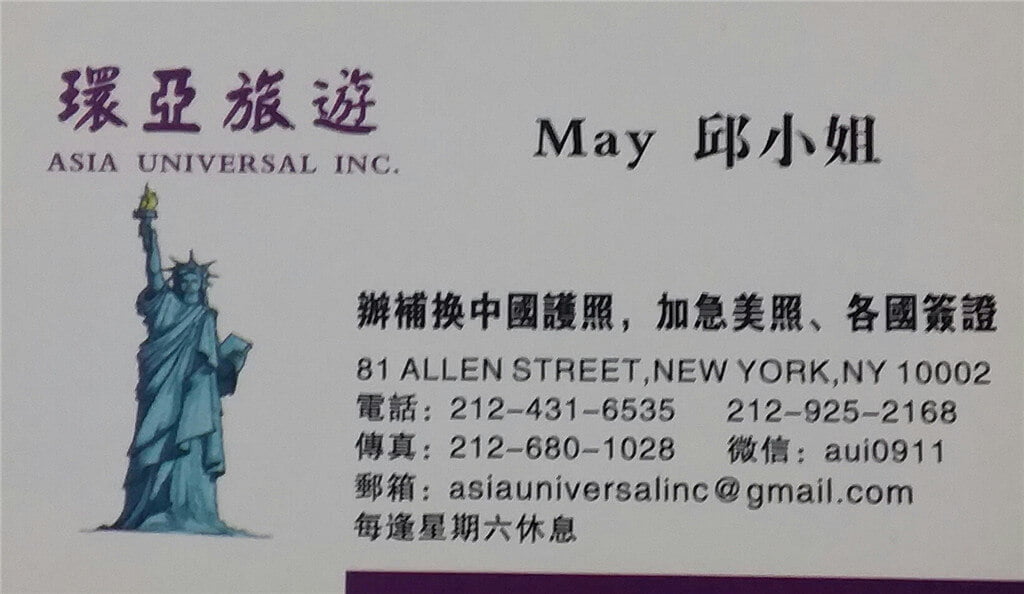 環亞旅遊
ASIA UNIVERSAL INC.
May 邱小姐
辦補換中國護照，加急美照、各國簽證
81 ALLEN STREET,NEW YORK,NY 10002
電話：212-431-6535 212-925-2168
傳真：212-680-1028 微信：aui0911
郵箱：asiauniversalinc@gmail.com
每逢星期六休息